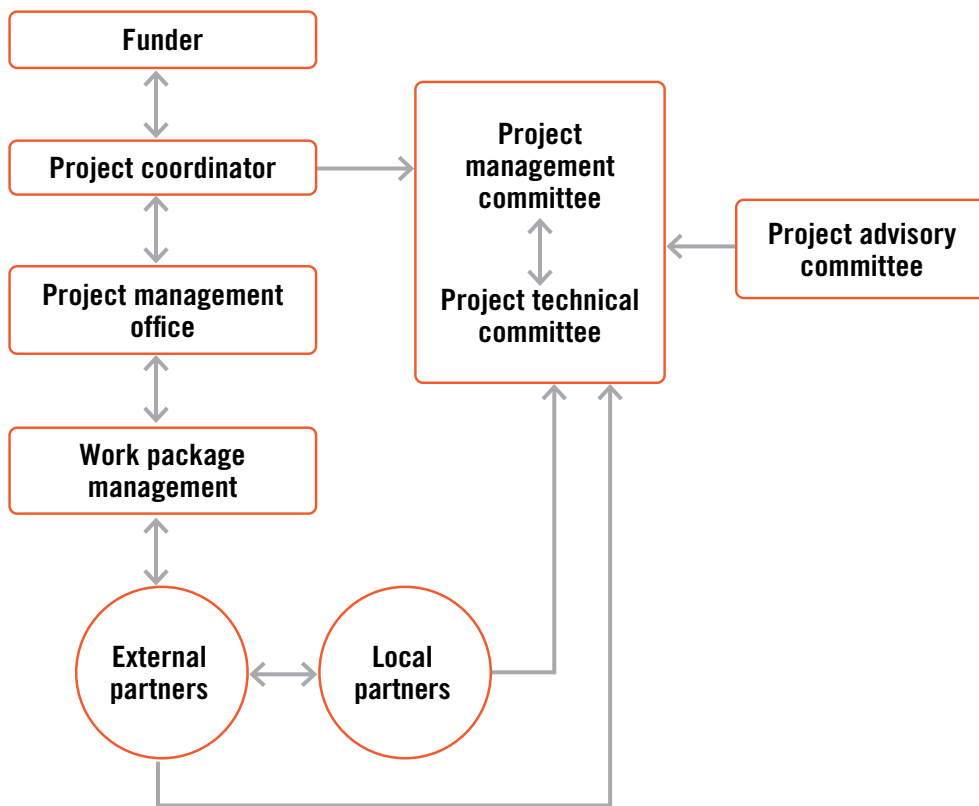 Funder
Project coordinator
Project management
office
Work package
management
External
partners
Local
partners
Project
management
committee
Project technical
committee
Project advisory
committee